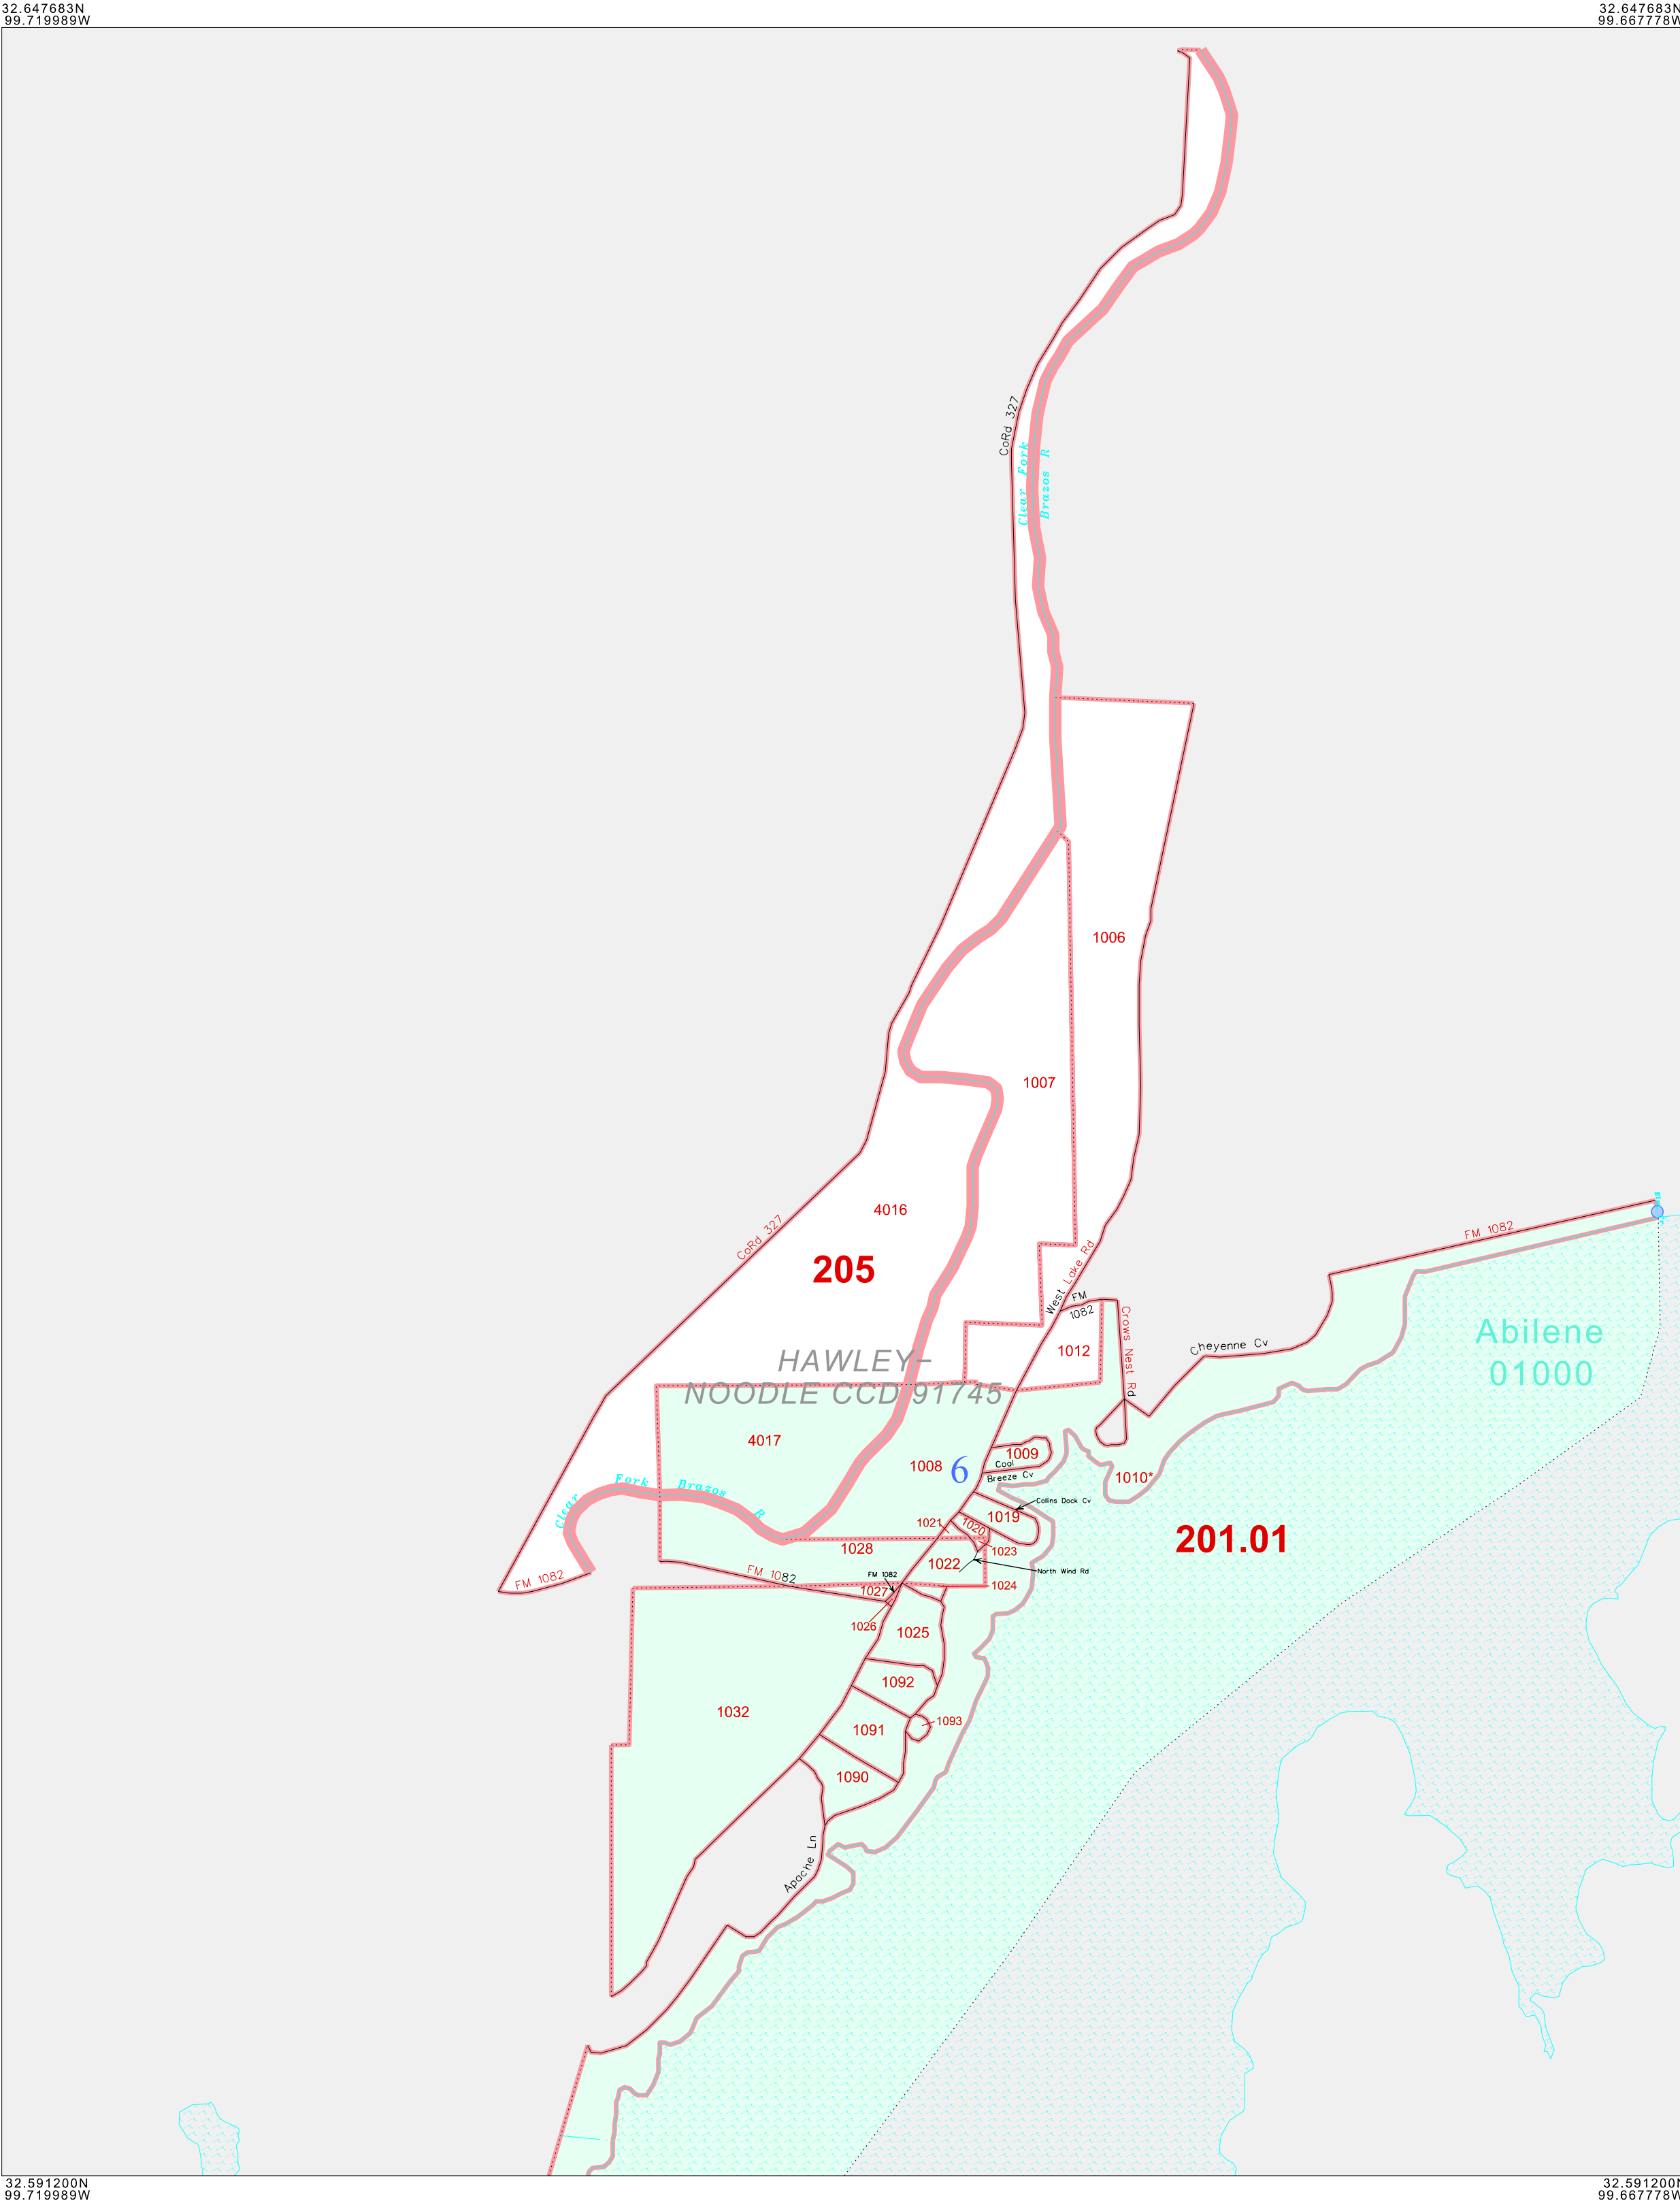 32.647683N
99.719989W
32.647683N
99.667778W
CoRd 327
Clear Fork
Brazos R
1006
1007
4016
CoRd 327
205
West Lake Rd
FM
1082
Crows Nest Rd
FM 1082
Cheyenne Cv
Abilene
01000
1012
HAWLEY-
NOODLE CCD 91745
4017
1008
6
1009
Cool
Breeze Cv
1010*
Clear Fork Brazos R
Collins Dock Cv
1019
1020
1021
1023
201.01
1028
1022
North Wind Rd
FM 1082
FM 1082
FM 1082
1027
1024
1026
1025
1092
1032
1091
1093
1090
Apache Ln
32.591200N
99.719989W
32.591200N
99.667778W